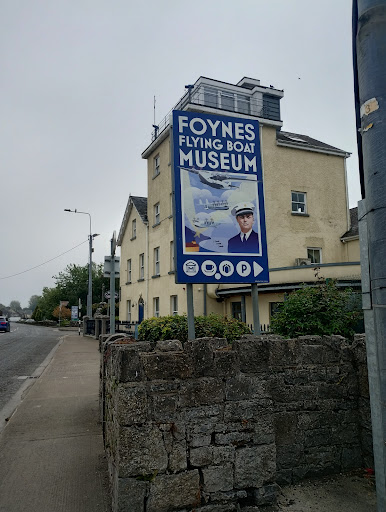 FOYNES
FLYING BOAT
MUSEUM
P